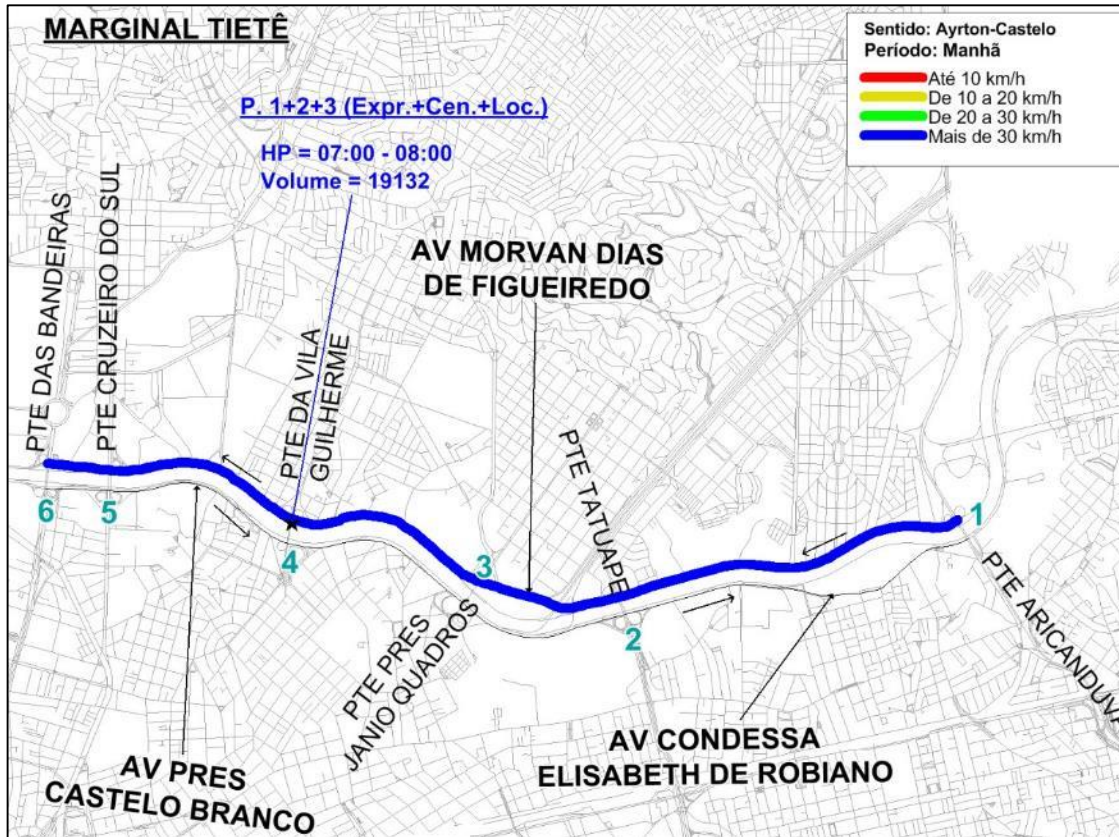 MARGINAL TIETÊ
Sentido: Ayrton-Castelo
Período: Manhã
Até 10 km/h
De 10 a 20 km/h
De 20 a 30 km/h
Mais de 30 km/h
P. 1+2+3 (Expr.+Cen.+Loc.)
HP = 07:00 - 08:00
Volume = 19132
PTE DAS BANDEIRAS
PTE CRUZEIRO DO SUL
PTE DA VILA
GUILHERME
AV MORVAN DIAS
DE FIGUEIREDO
PTE TATUAPE
6
5
4
3
2
1
PTE ARICANDUVA
PTE PRES
JANIO QUADROS
AV PRES
CASTELO BRANCO
AV CONDESSA
ELISABETH DE ROBIANO